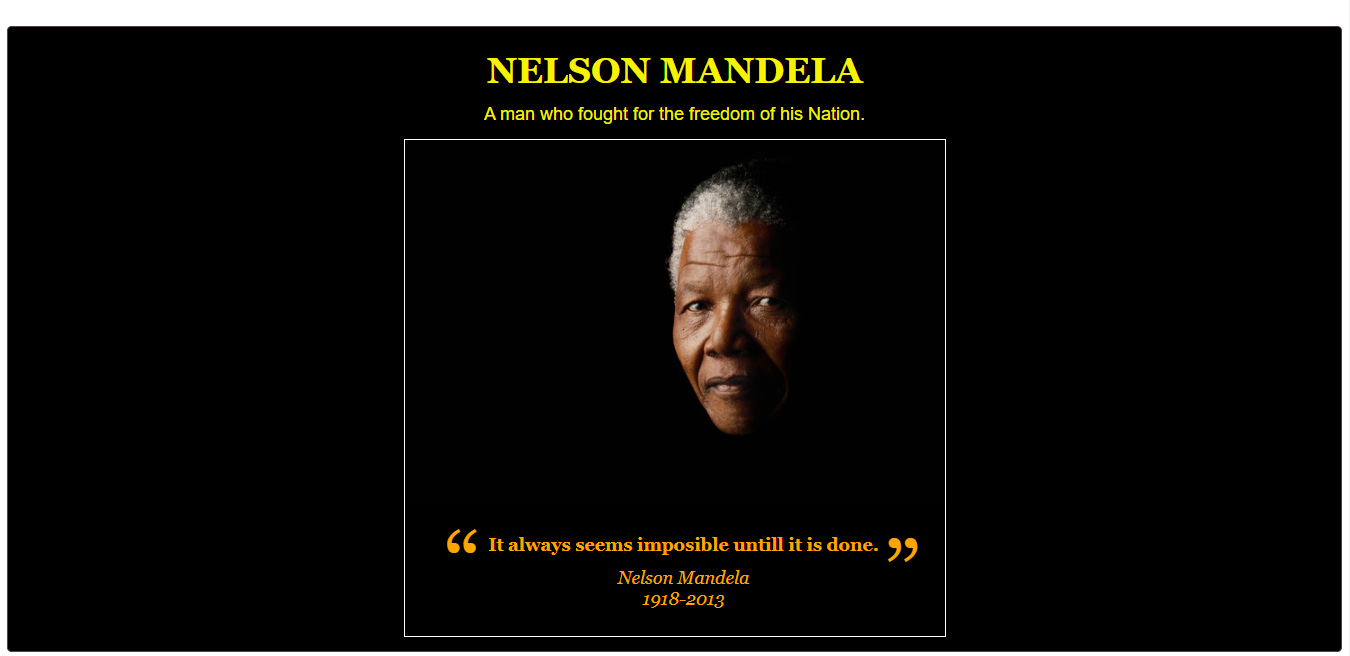 NELSON MANDELA
A man who fought for the freedom of his Nation.
“ It always seems imposible untill it is done. ”
Nelson Mandela
1918-2013